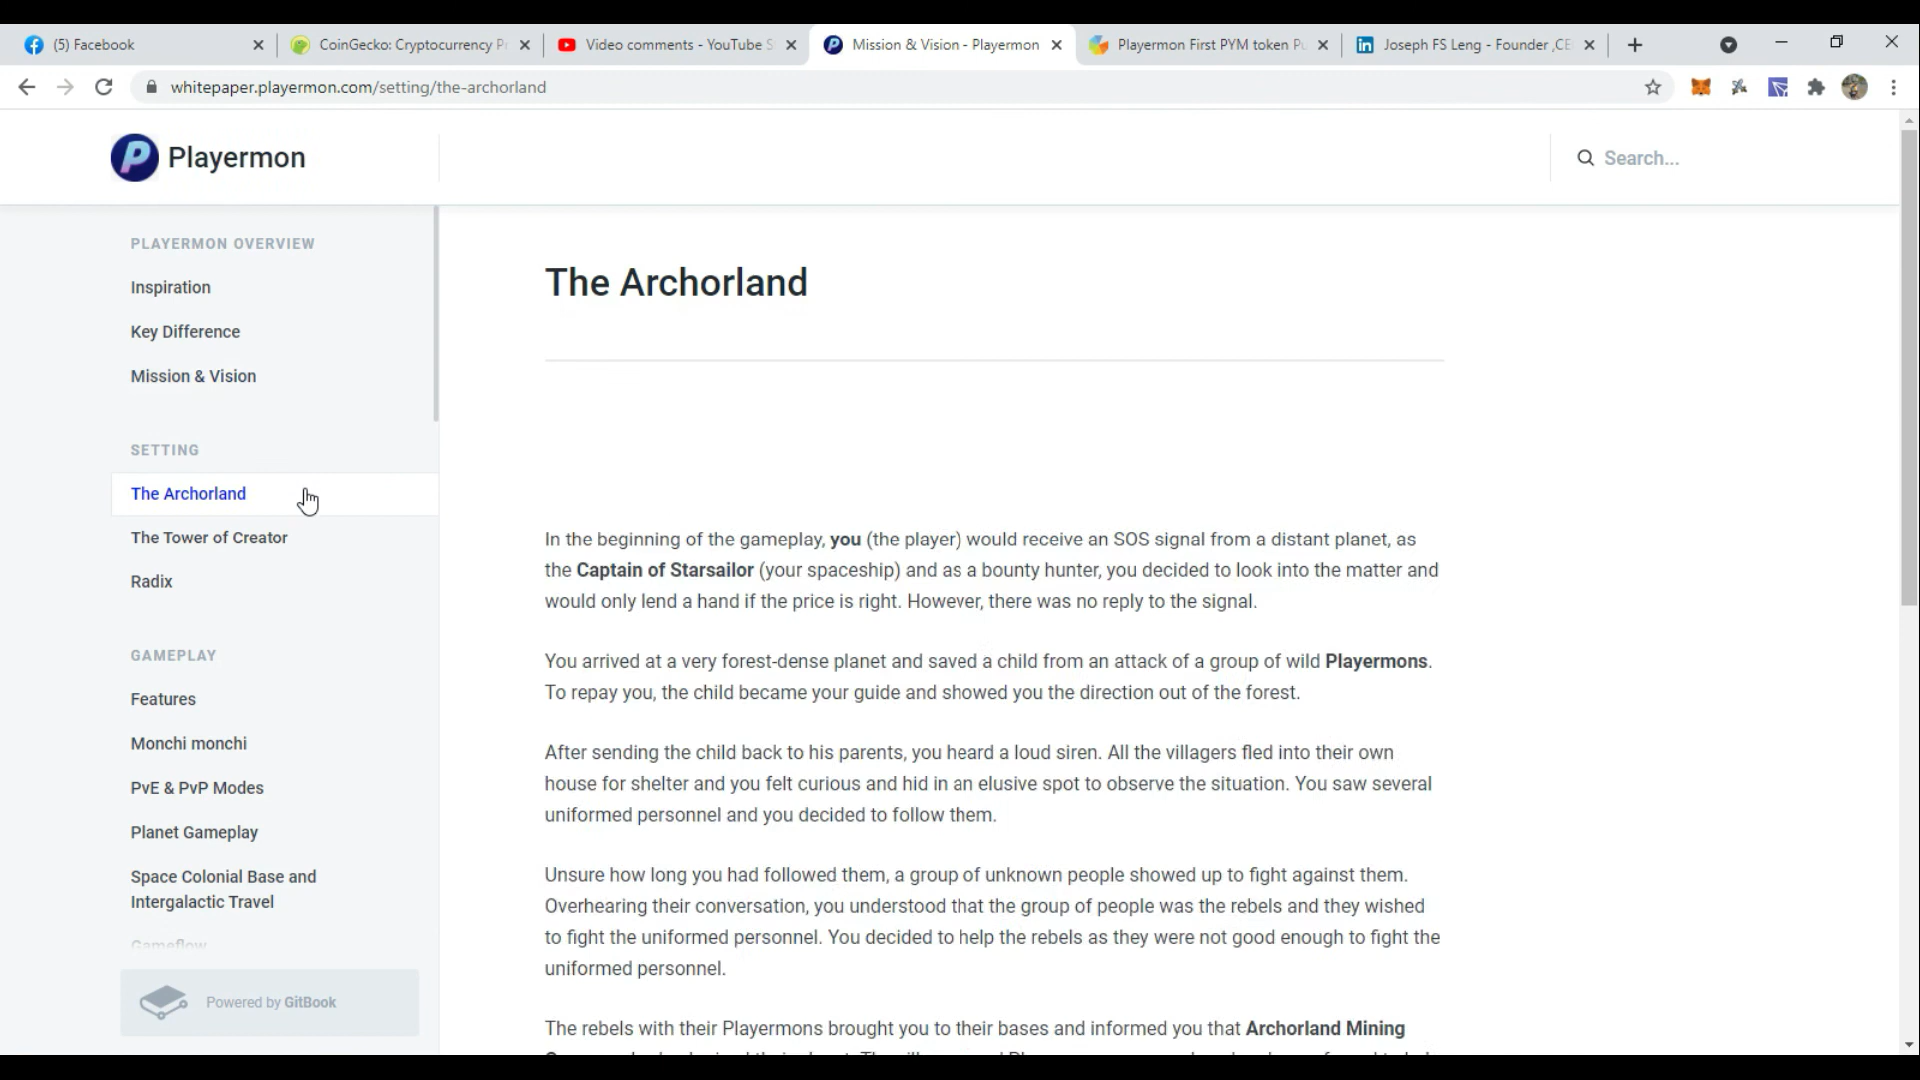 (5) Facebook
CoinGecko: Cryptocurrency P
Video comments - YouTube S
Mission & Vision - Playermon
Playermon First PYM token Pu
Joseph FS Leng - Founder ,CE
whitepaper.playermon.com/setting/the-archorland
Playermon
Search...
PLAYERMON OVERVIEW
Inspiration
Key Difference
Mission & Vision
SETTING
The Archorland
The Tower of Creator
Radix
GAMEPLAY
Features
Monchi monchi
PvE & PvP Modes
Planet Gameplay
Space Colonial Base and
Intergalactic Travel
Gameflow
Powered by GitBook
The Archorland
In the beginning of the gameplay, you (the player) would receive an SOS signal from a distant planet, as
the Captain of Starsailor (your spaceship) and as a bounty hunter, you decided to look into the matter and
would only lend a hand if the price is right. However, there was no reply to the signal.
You arrived at a very forest-dense planet and saved a child from an attack of a group of wild Playermons.
To repay you, the child became your guide and showed you the direction out of the forest.
After sending the child back to his parents, you heard a loud siren. All the villagers fled into their own
house for shelter and you felt curious and hid in an elusive spot to observe the situation. You saw several
uniformed personnel and you decided to follow them.
Unsure how long you had followed them, a group of unknown people showed up to fight against them.
Overhearing their conversation, you understood that the group of people was the rebels and they wished
to fight the uniformed personnel. You decided to help the rebels as they were not good enough to fight the
uniformed personnel.
The rebels with their Playermons brought you to their bases and informed you that Archorland Mining